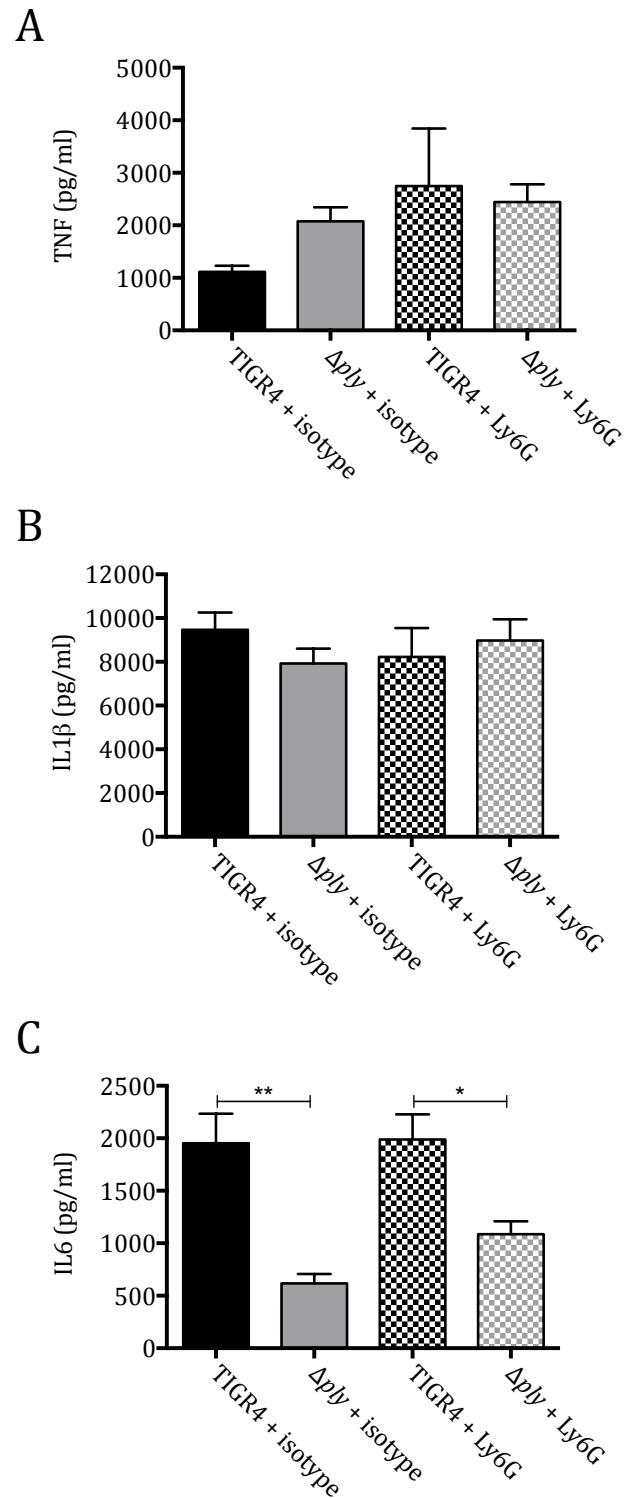 A
TNF (pg/ml)
5000
4000
3000
2000
1000
0
TIGR4 + isotype
Δply + isotype
TIGR4 + Ly6G
Δply + Ly6G
B
IL1β (pg/ml)
12000
10000
8000
6000
4000
2000
0
TIGR4 + isotype
Δply + isotype
TIGR4 + Ly6G
Δply + Ly6G
C
IL6 (pg/ml)
2500
2000
1500
1000
500
0
**
*
TIGR4 + isotype
Δply + isotype
TIGR4 + Ly6G
Δply + Ly6G